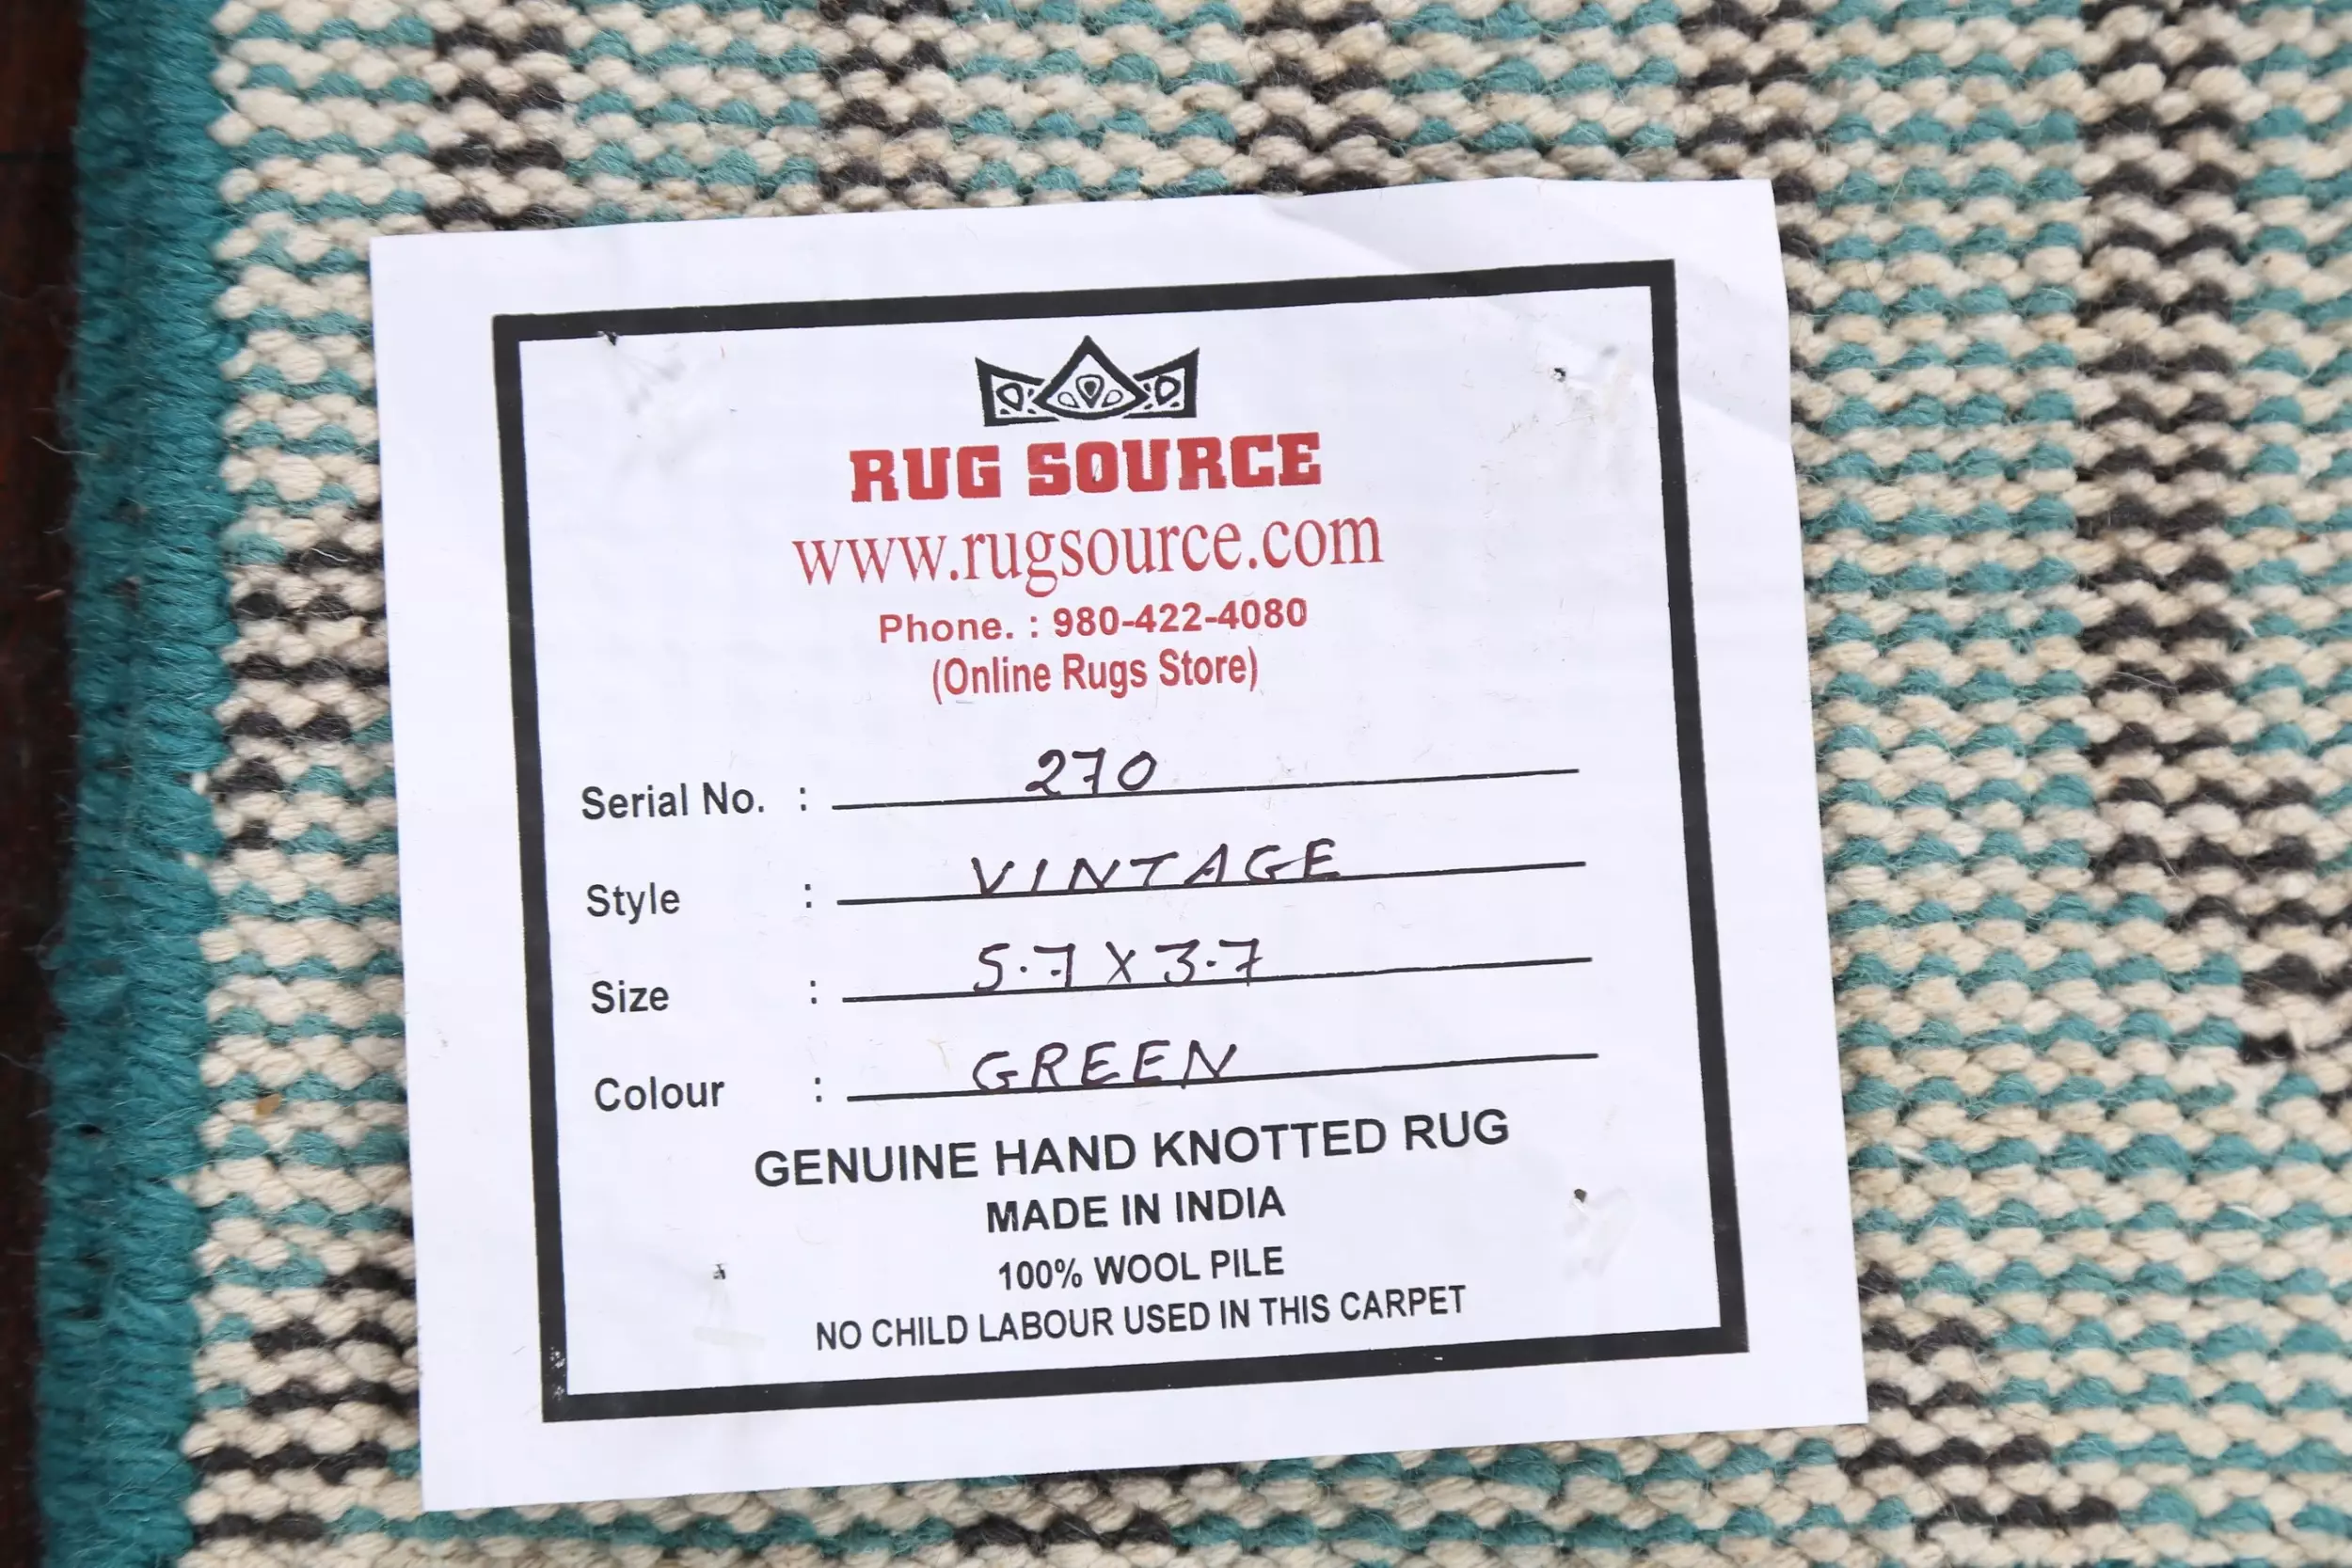 RUG SOURCE
www.rugsource.com
Phone. : 980-422-4080
(Online Rugs Store)
Serial No. : 270
Style : VINTAGE
Size : 5.7 X 3.7
Colour : GREEN
GENUINE HAND KNOTTED RUG
MADE IN INDIA
100% WOOL PILE
NO CHILD LABOUR USED IN THIS CARPET